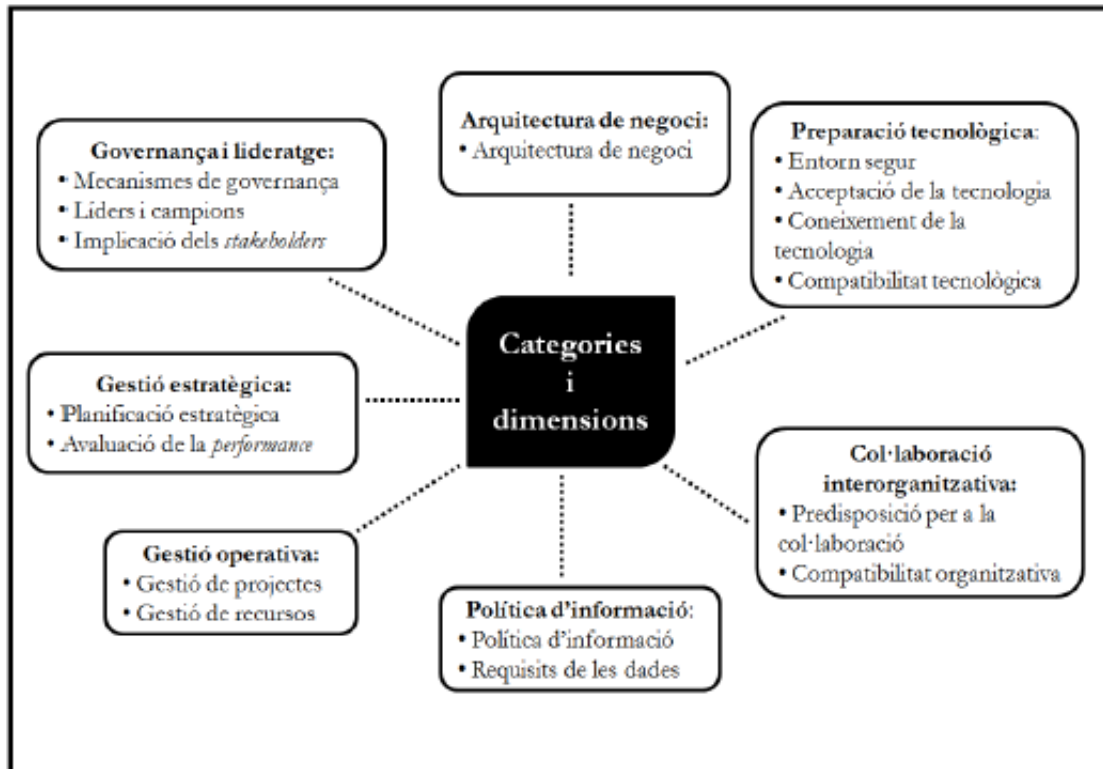 Arquitectura de negoci:
• Arquitectura de negoci
Governança i lideratge:
• Mecanismes de governança
• Líders i campions
• Implicació dels stakeholders
Preparació tecnològica:
• Entorn segur
• Acceptació de la tecnologia
• Coneixement de la
tecnologia
• Compatibilitat tecnològica
Categories
i
dimensions
Gestió estratègica:
• Planificació estratègica
• Avaluació de la performance
Col·laboració
interorganitzativa:
• Predisposició per a la
col·laboració
• Compatibilitat organitzativa
Gestió operativa:
• Gestió de projectes
• Gestió de recursos
Política d’informació:
• Política d’informació
• Requisits de les dades